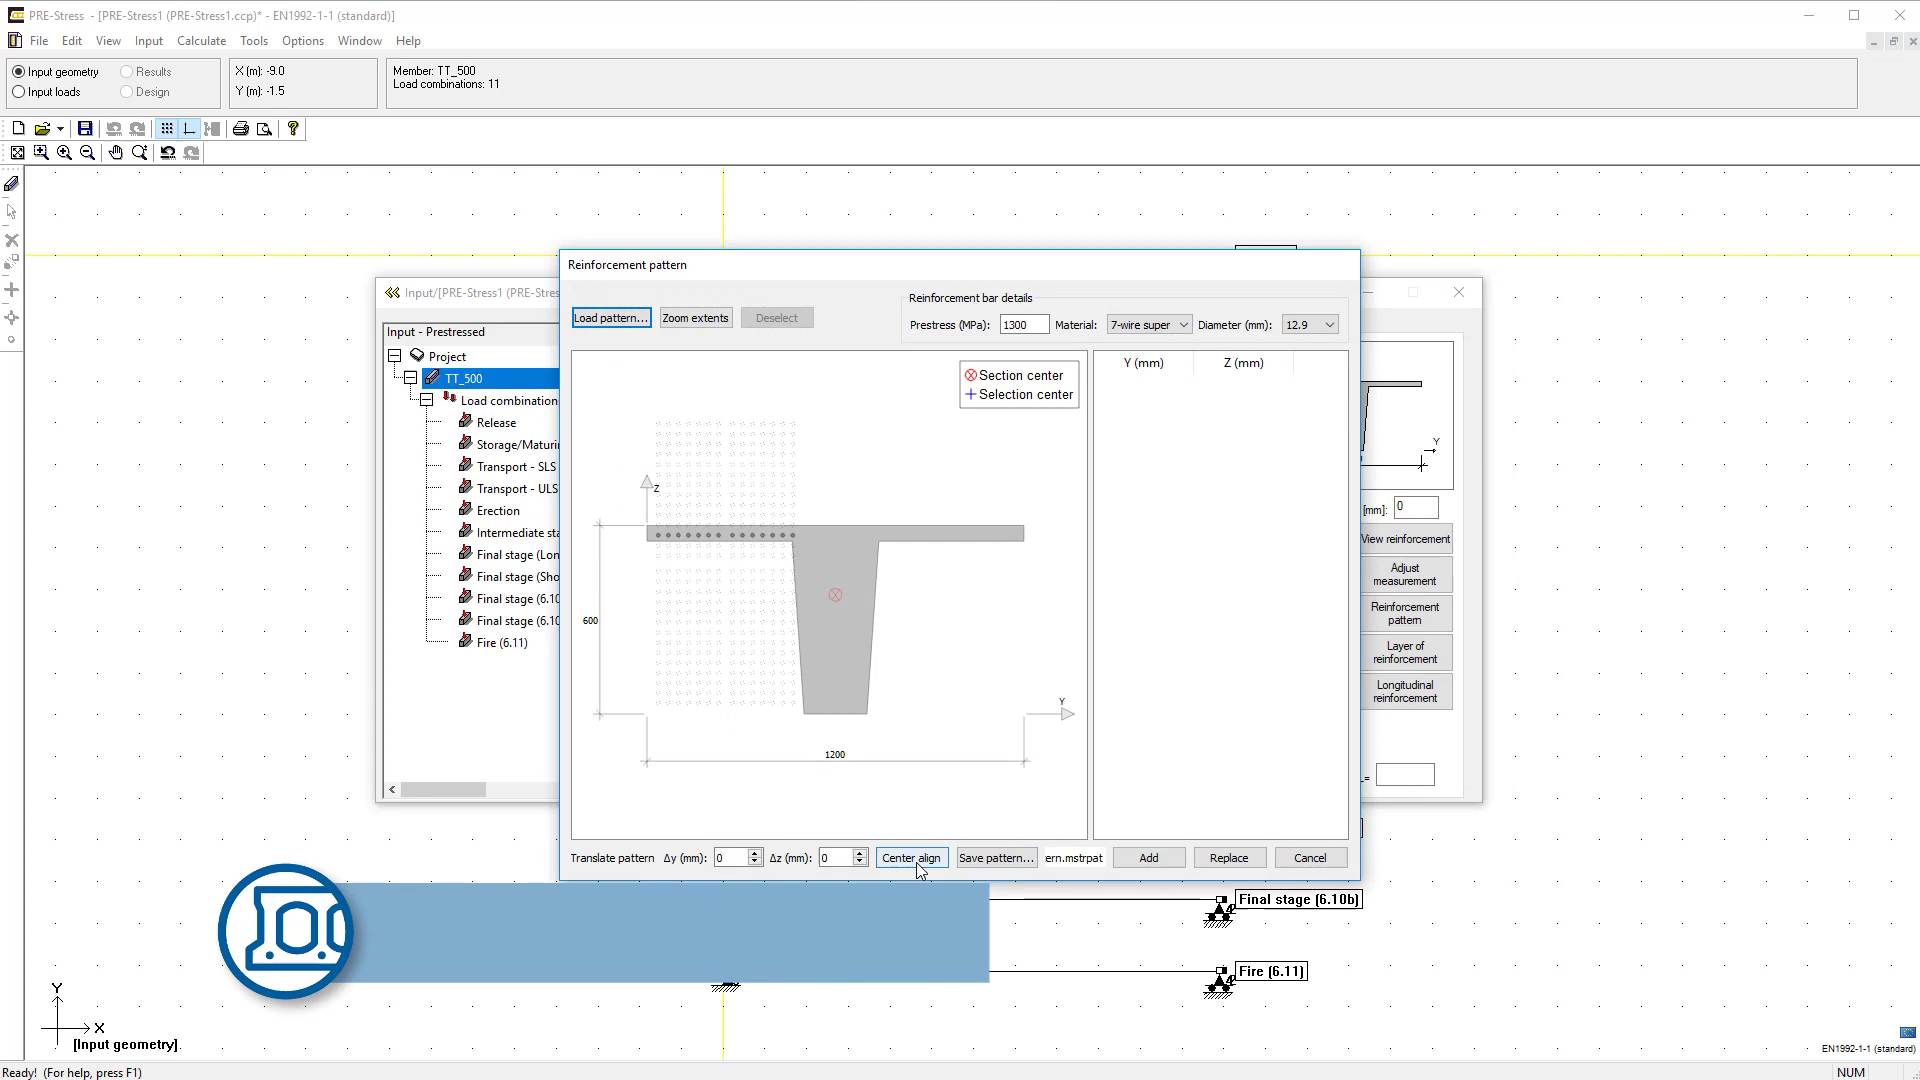 PRE-Stress - [PRE-Stress1 (PRE-Stress1.ccp)* - EN1992-1-1 (standard)]
File Edit View Input Calculate Tools Options Window Help
Input geometry
Results
Input loads
Design
X (m): -9.0
Y (m): -1.5
Member: TT_500
Load combinations: 11
Input/[PRE-Stress1 (PRE-Stres
Input - Prestressed
Project
TT_500
Load combination
Release
Storage/Maturi
Transport - SLS
Transport - ULS
Erection
Intermediate sta
Final stage (Lon
Final stage (Sho
Final stage (6.10
Final stage (6.10
Fire (6.11)
Reinforcement pattern
Load pattern...
Zoom extents
Deselect
Reinforcement bar details
Prestress (MPa): 1300
Material: 7-wire super
Diameter (mm): 12.9
Section center
Selection center
Y (mm)
Z (mm)
Z
600
Y
1200
Translate pattern
Δy (mm): 0
Δz (mm): 0
Center align
Save pattern...
ern.mstrpat
Add
Replace
Cancel
Y
[mm]: 0
View reinforcement
Adjust
measurement
Reinforcement
pattern
Layer of
reinforcement
Longitudinal
reinforcement
Final stage (6.10b)
Fire (6.11)
Y
X
[Input geometry]
EN1992-1-1 (standard)
Ready! (For help, press F1)
NUM